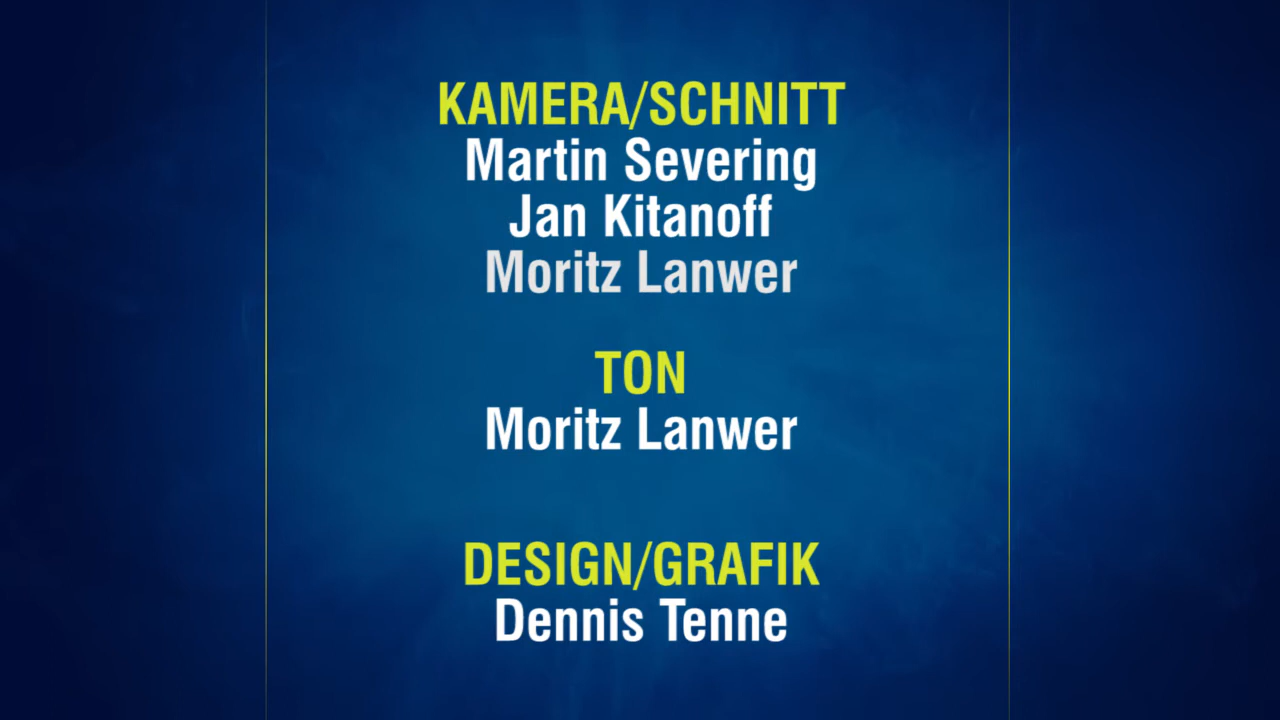 KAMERA/SCHNITT
Martin Severing
Jan Kitanoff
Moritz Lanwer
TON
Moritz Lanwer
DESIGN/GRAFIK
Dennis Tenne